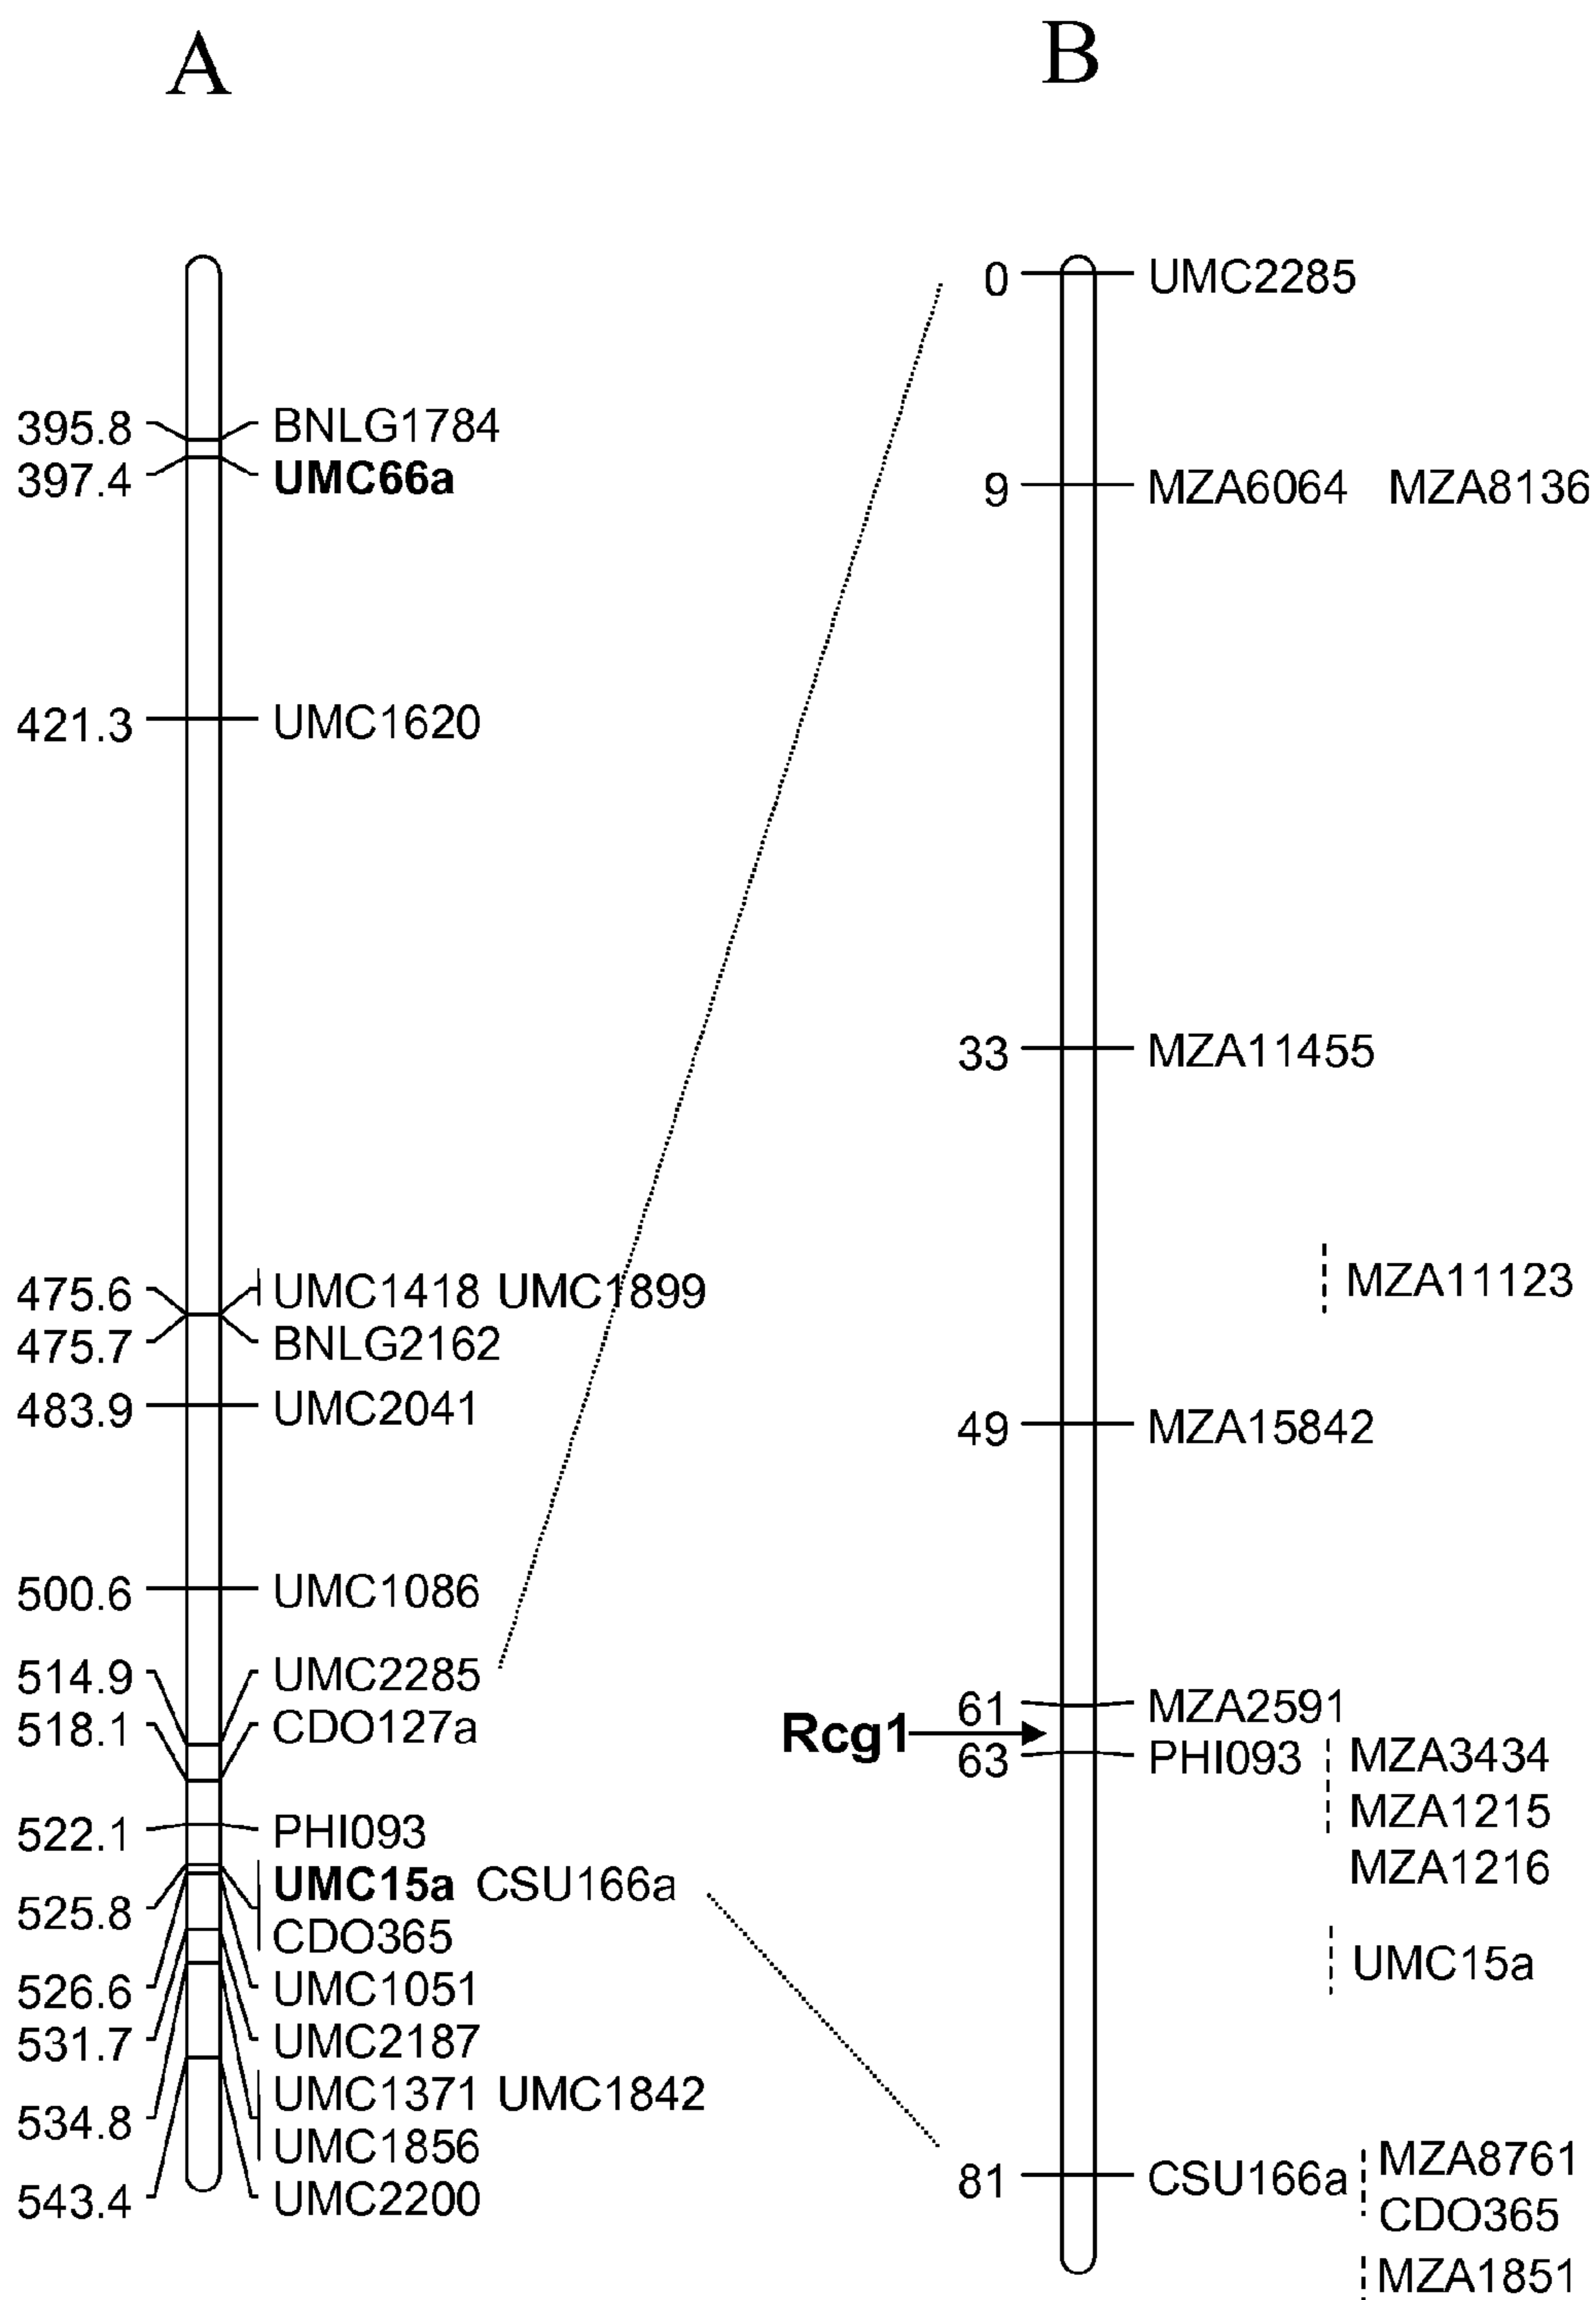 A
395.8 BNLG1784
397.4 UMC66a
421.3 UMC1620
475.6 UMC1418 UMC1899
475.7 BNLG2162
483.9 UMC2041
500.6 UMC1086
514.9 UMC2285
518.1 CDO127a
522.1 PHI093
525.8 UMC15a CSU166a
CDO365
526.6 UMC1051
531.7 UMC2187
534.8 UMC1371 UMC1842
UMC1856
543.4 UMC2200
B
0 UMC2285
9 MZA6064 MZA8136
33 MZA11455
MZA11123
49 MZA15842
61 MZA2591
Rcg1
63 PHI093 MZA3434
MZA1215
MZA1216
UMC15a
81 CSU166a MZA8761
CDO365
MZA1851